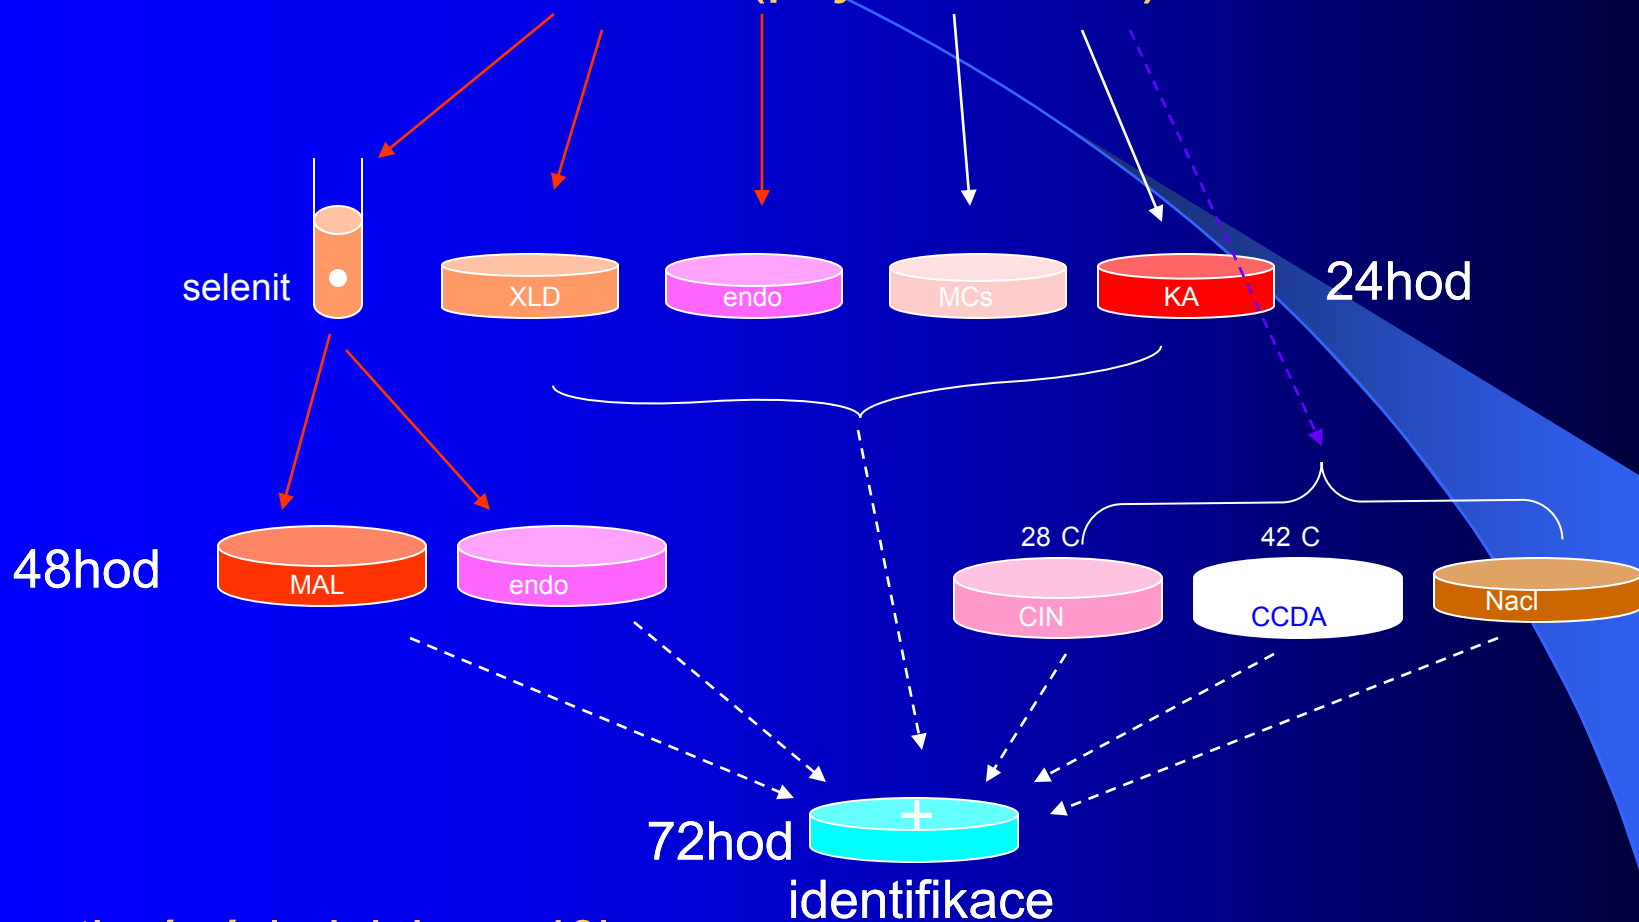 selenit
XLD
endo
MCs
KA
24hod
48hod
MAL
endo
28 C
42 C
CIN
CCDA
Nacl
+
72hod
identifikace